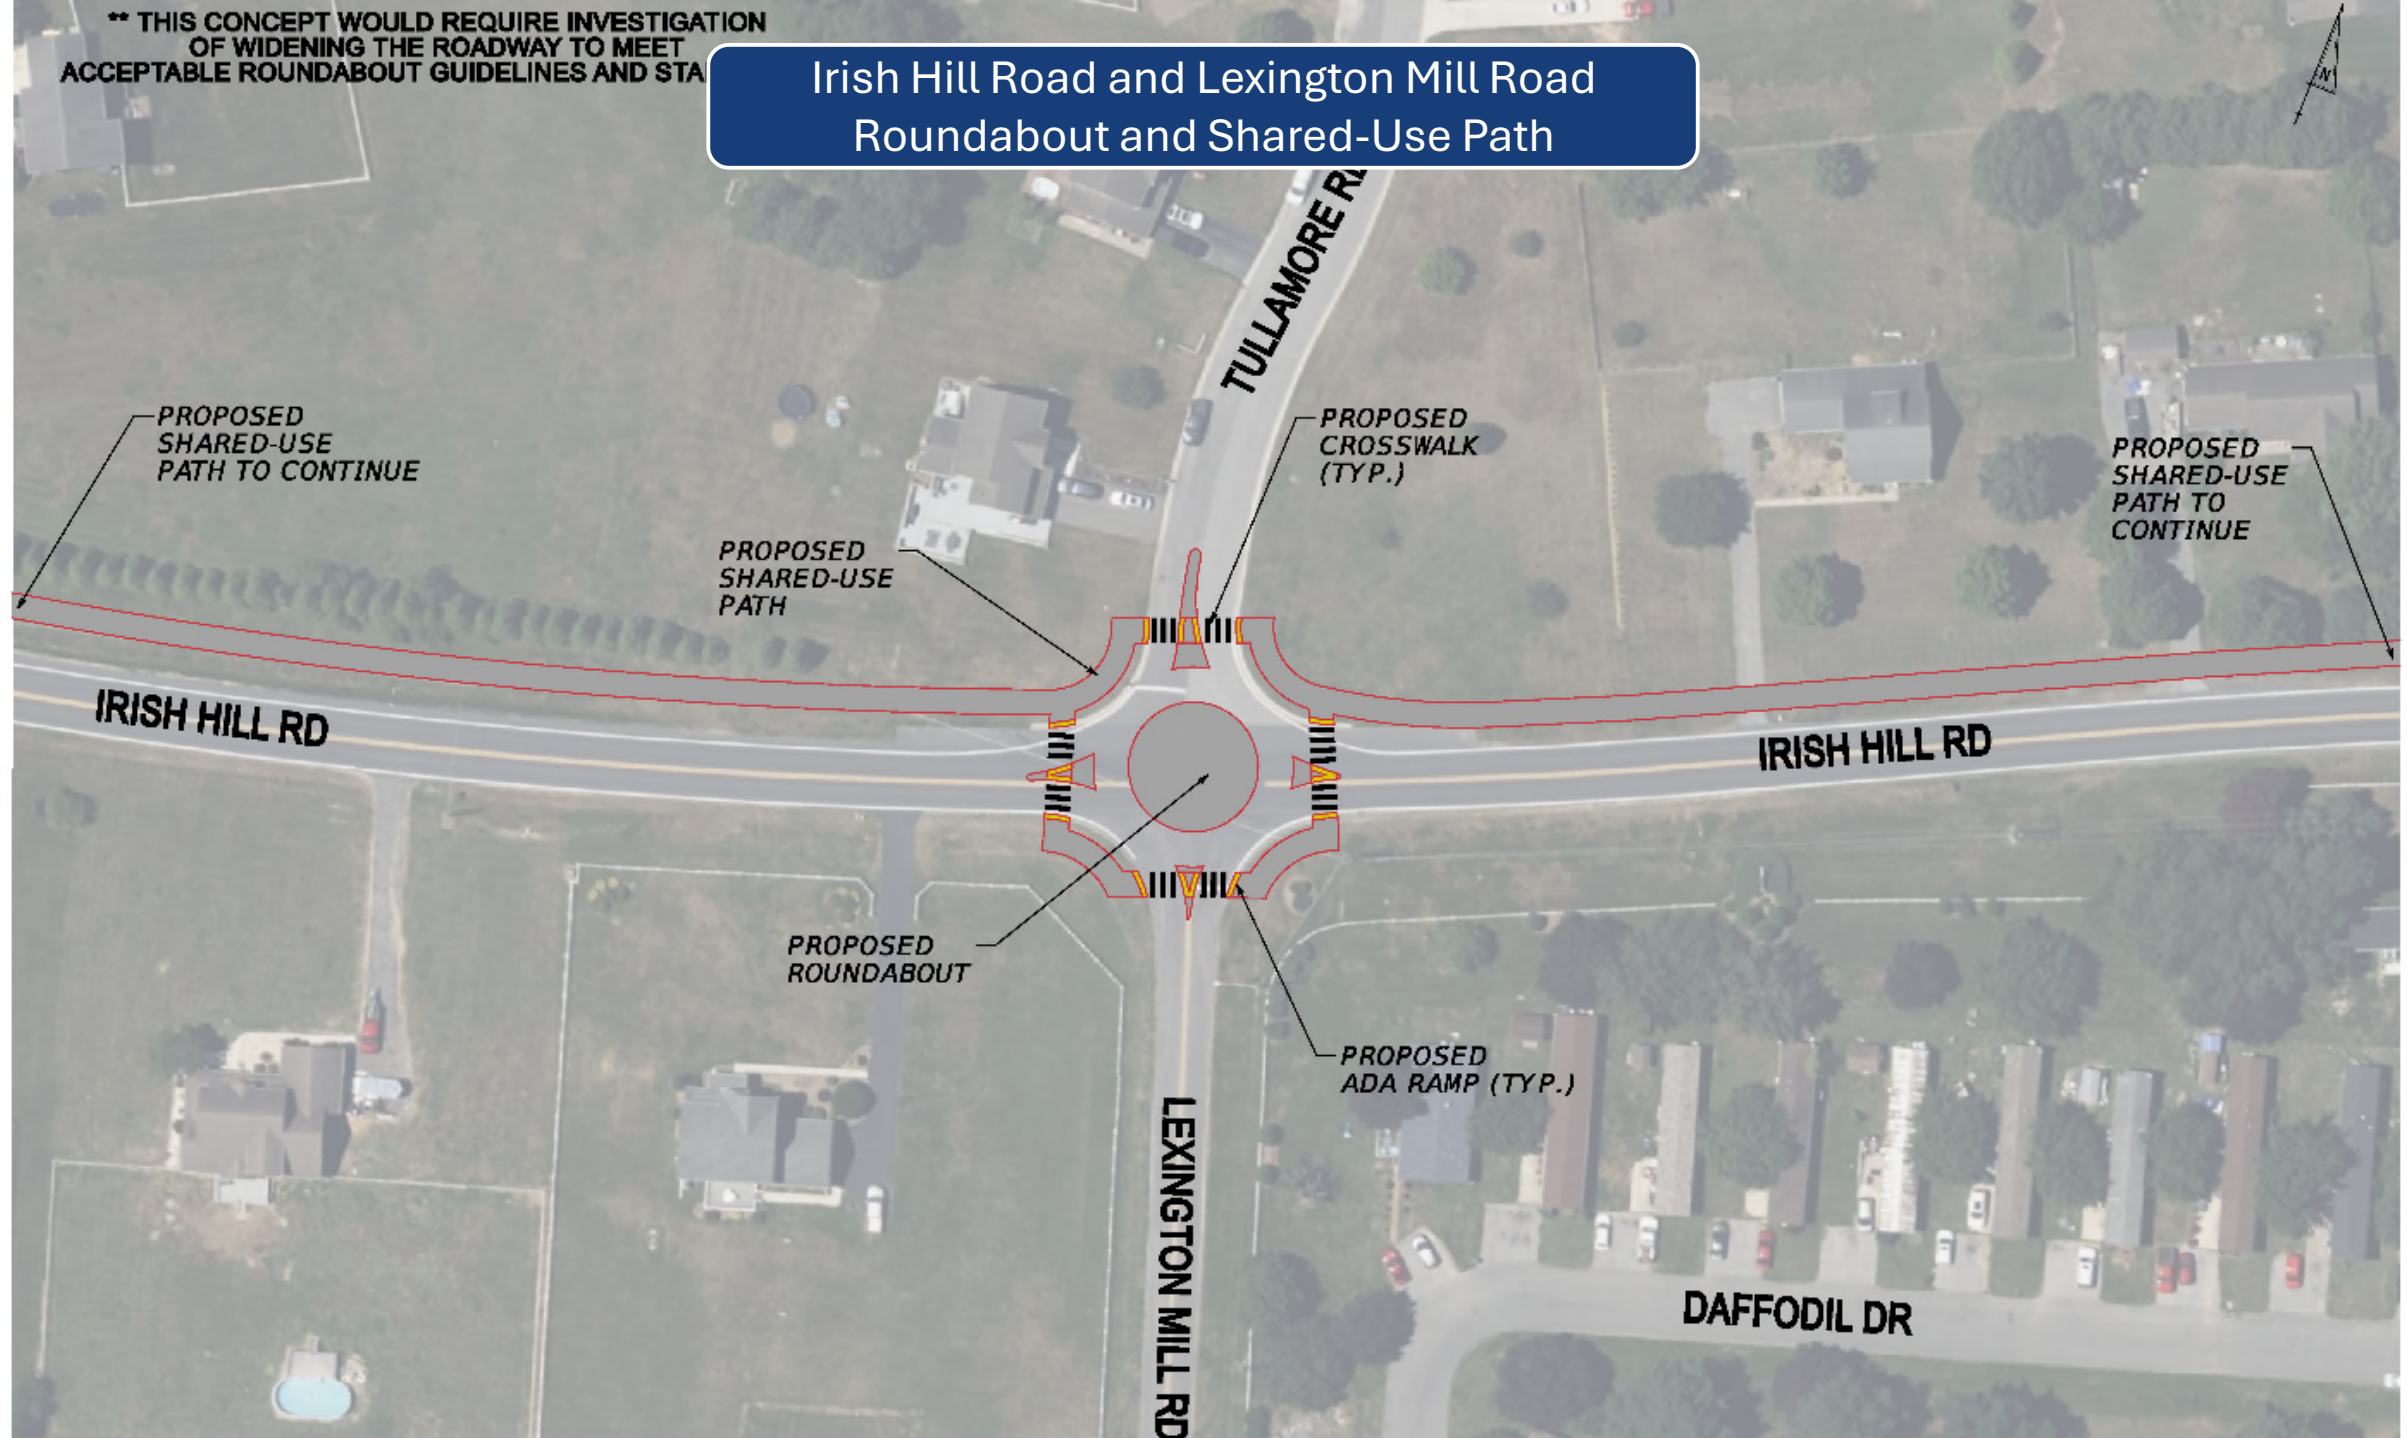 ** THIS CONCEPT WOULD REQUIRE INVESTIGATION
OF WIDENING THE ROADWAY TO MEET
ACCEPTABLE ROUNDABOUT GUIDELINES AND
Irish Hill Road and Lexington Mill Road
Roundabout and Shared-Use Path
N
TULLAMORE
PROPOSED
SHARED-USE
PATH TO CONTINUE
PROPOSED
CROSSWALK
(TYP.)
PROPOSED
SHARED-USE
PATH TO
CONTINUE
PROPOSED
SHARED-USE
PATH
IRISH HILL RD
IRISH HILL RD
PROPOSED
ROUNDABOUT
PROPOSED
ADA RAMP (TYP.)
LEXINGTON MILL RD
DAFFODIL DR